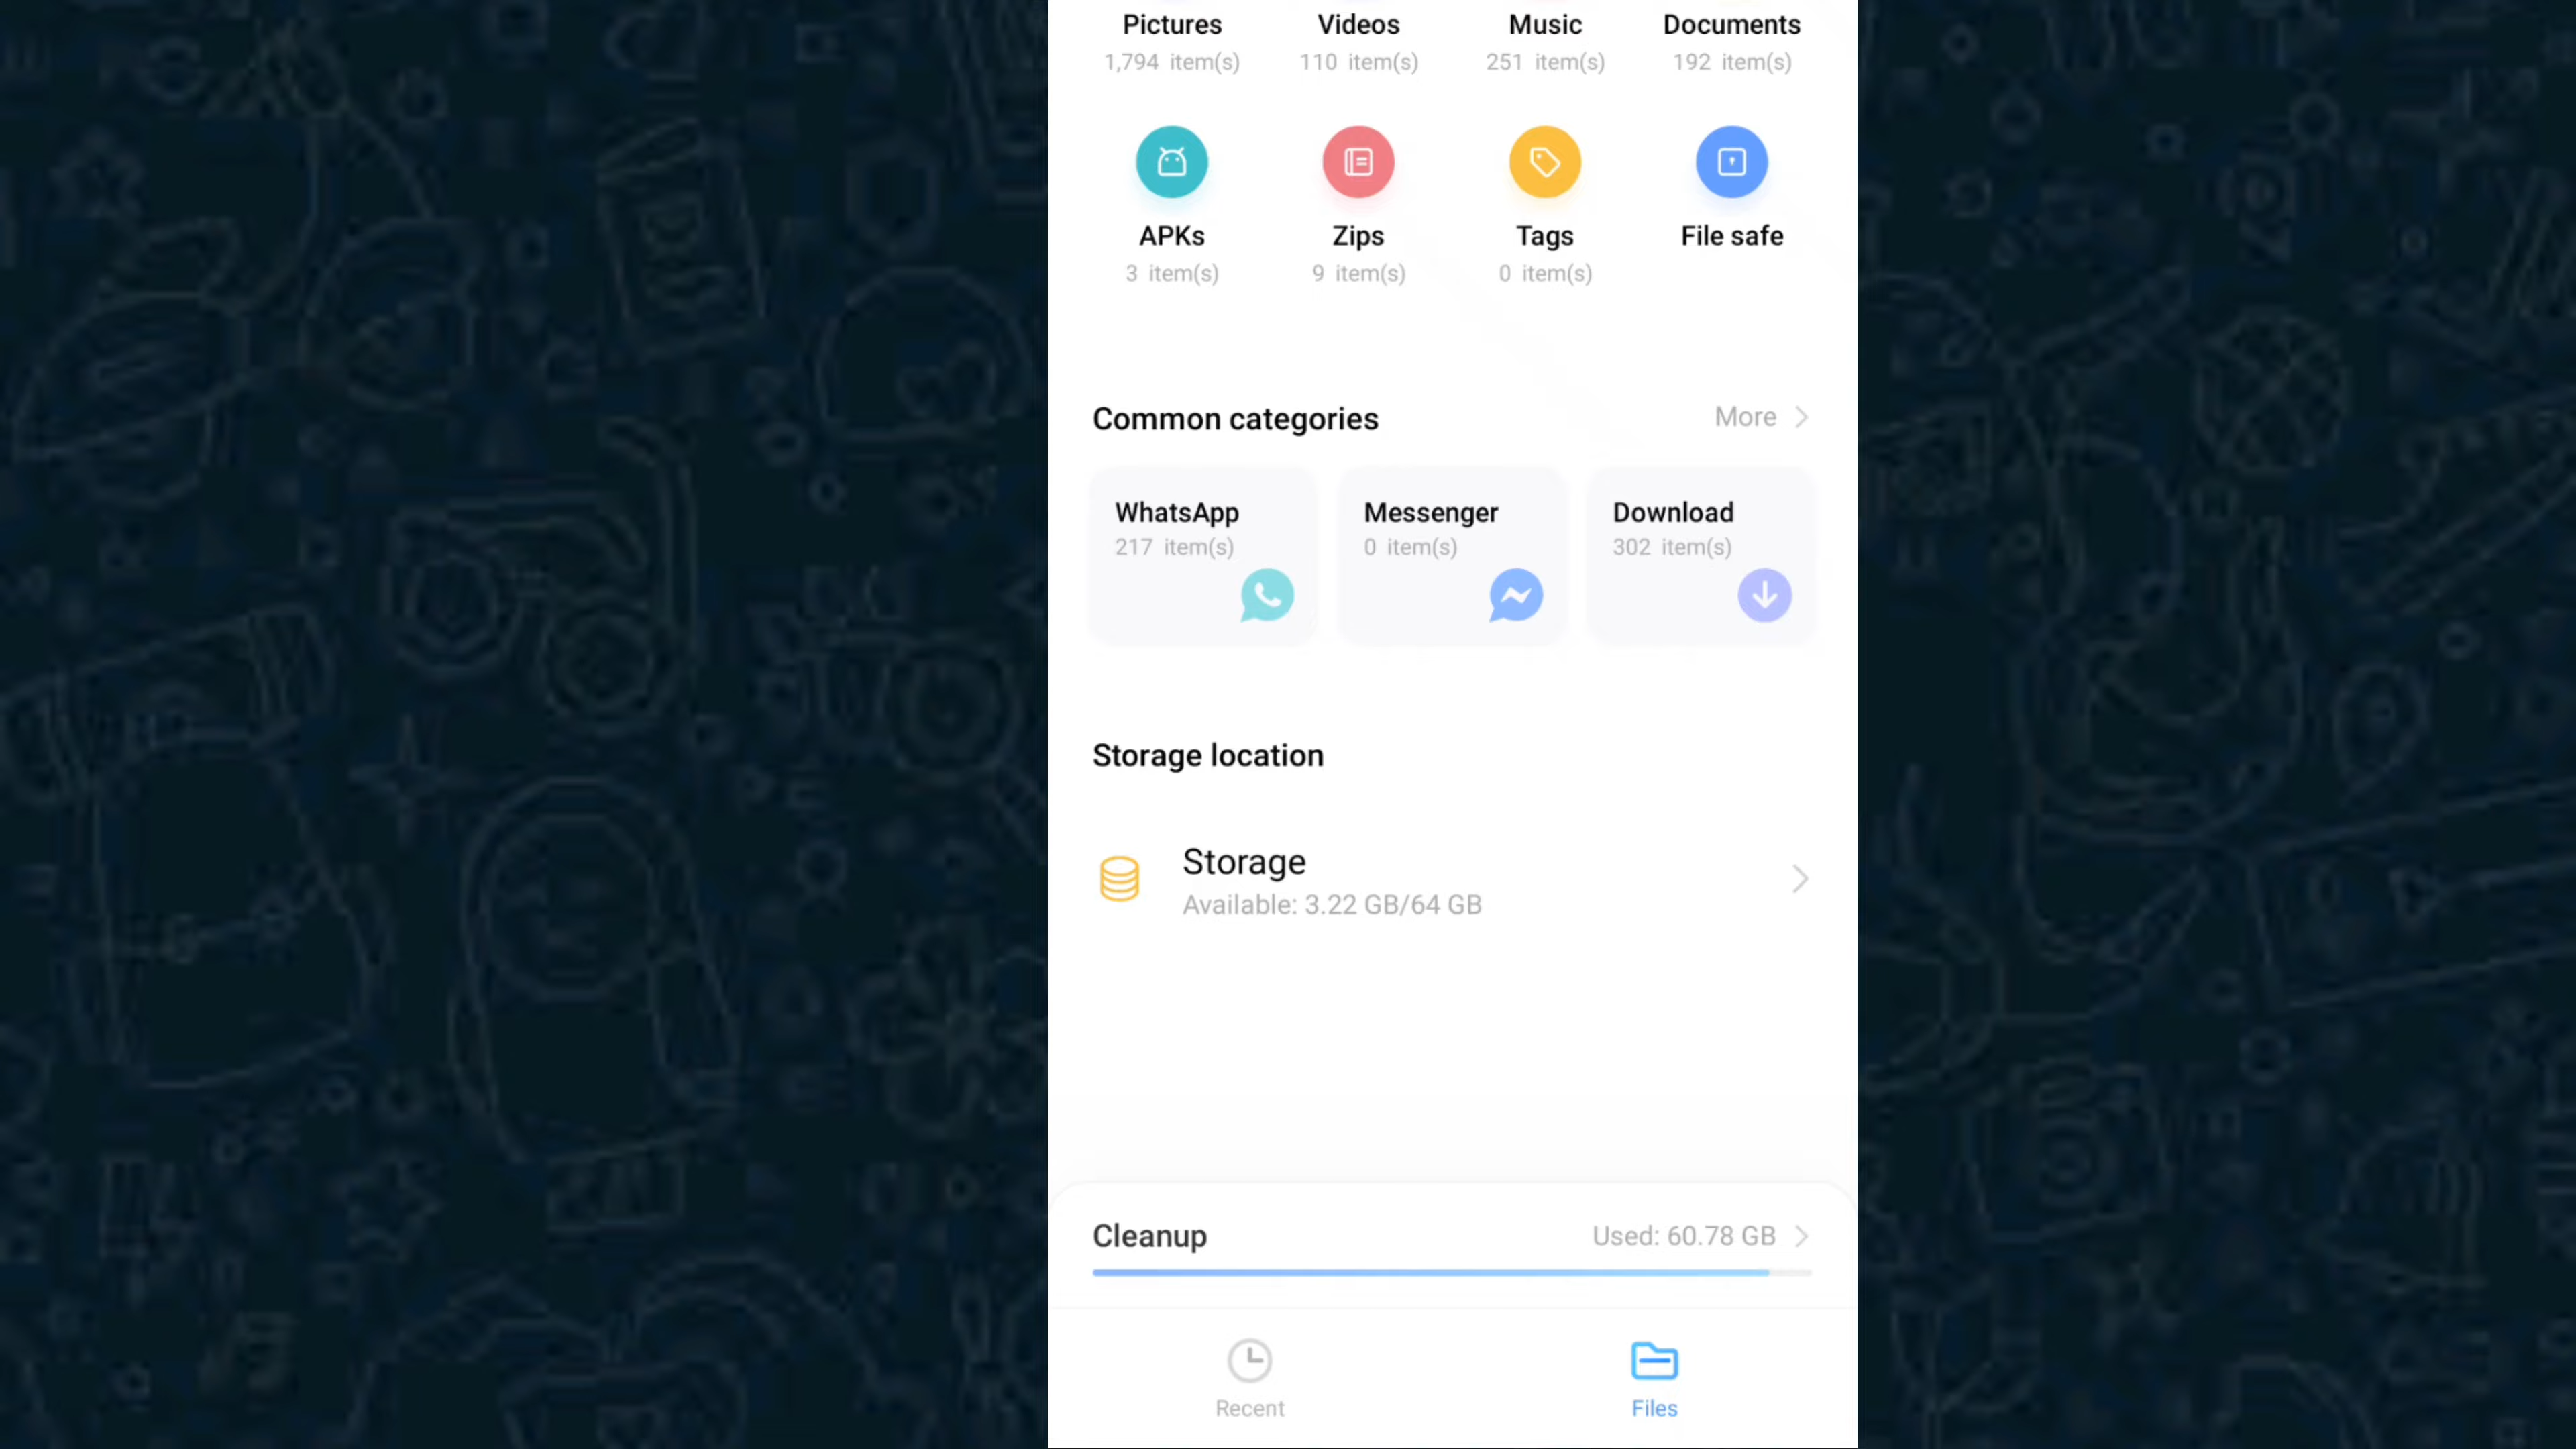 Pictures Videos Music Documents
1,794 item(s) 110 item(s) 251 item(s) 192 item(s)
APKs Zips Tags File safe
3 item(s) 9 item(s) 0 item(s)
Common categories More
WhatsApp Messenger Download
217 item(s) 0 item(s) 302 item(s)
Storage location
Storage
Available: 3.22 GB/64 GB
Cleanup Used: 60.78 GB
Recent Files